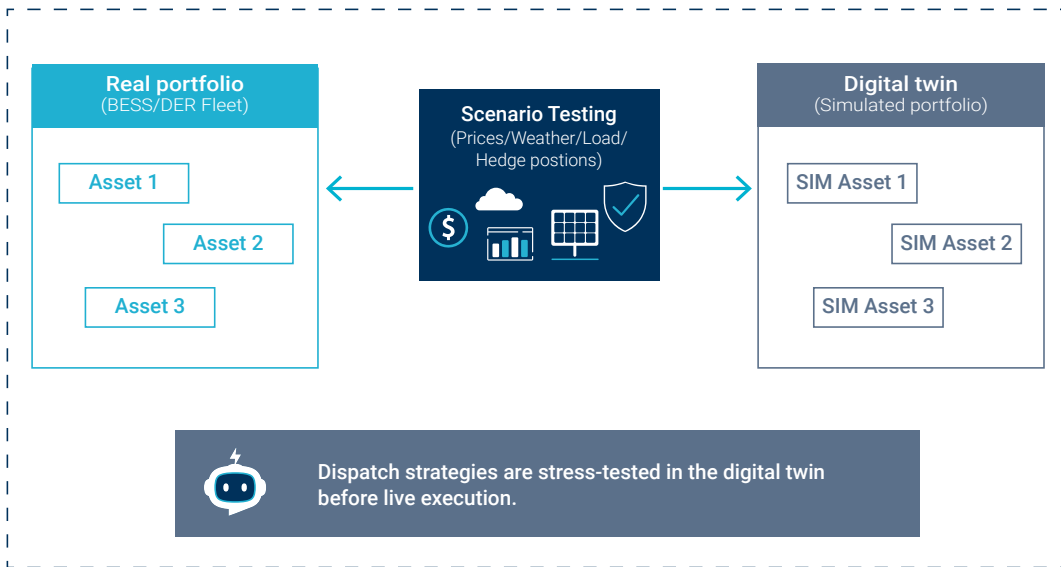 Real portfolio
(BESS/DER Fleet)
Asset 1
Asset 2
Asset 3
Scenario Testing
(Prices/Weather/Load/
Hedge postions)
$
Digital twin
(Simulated portfolio)
SIM Asset 1
SIM Asset 2
SIM Asset 3
Dispatch strategies are stress-tested in the digital twin
before live execution.